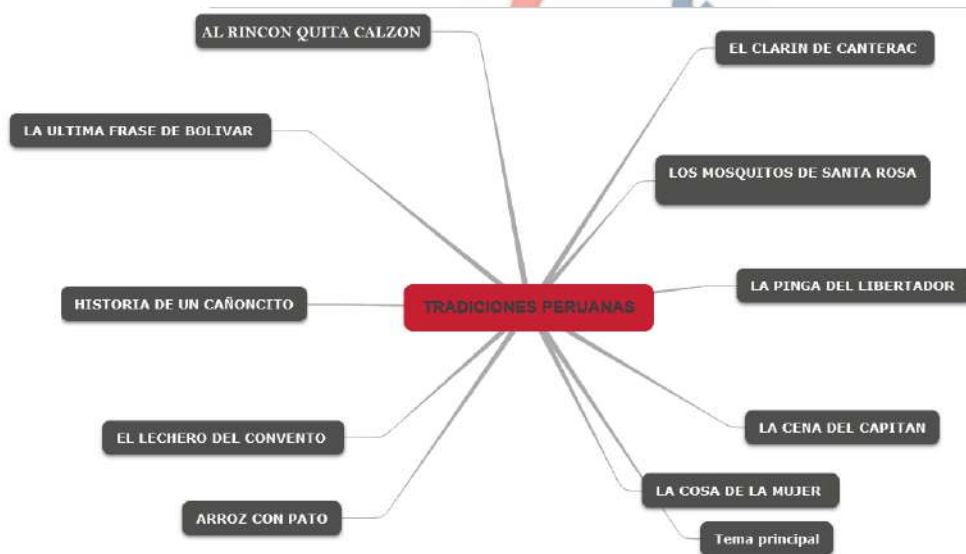 AL RINCON QUITA CALZON
EL CLARIN DE CANTERAC
LA ULTIMA FRASE DE BOLIVAR
LOS MOSQUITOS DE SANTA ROSA
HISTORIA DE UN CAÑONCITO
TRADICIONES PERUANAS
LA PINGA DEL LIBERTADOR
EL LECHERO DEL CONVENTO
LA CENA DEL CAPITAN
ARROZ CON PATO
LA COSA DE LA MUJER
Tema principal